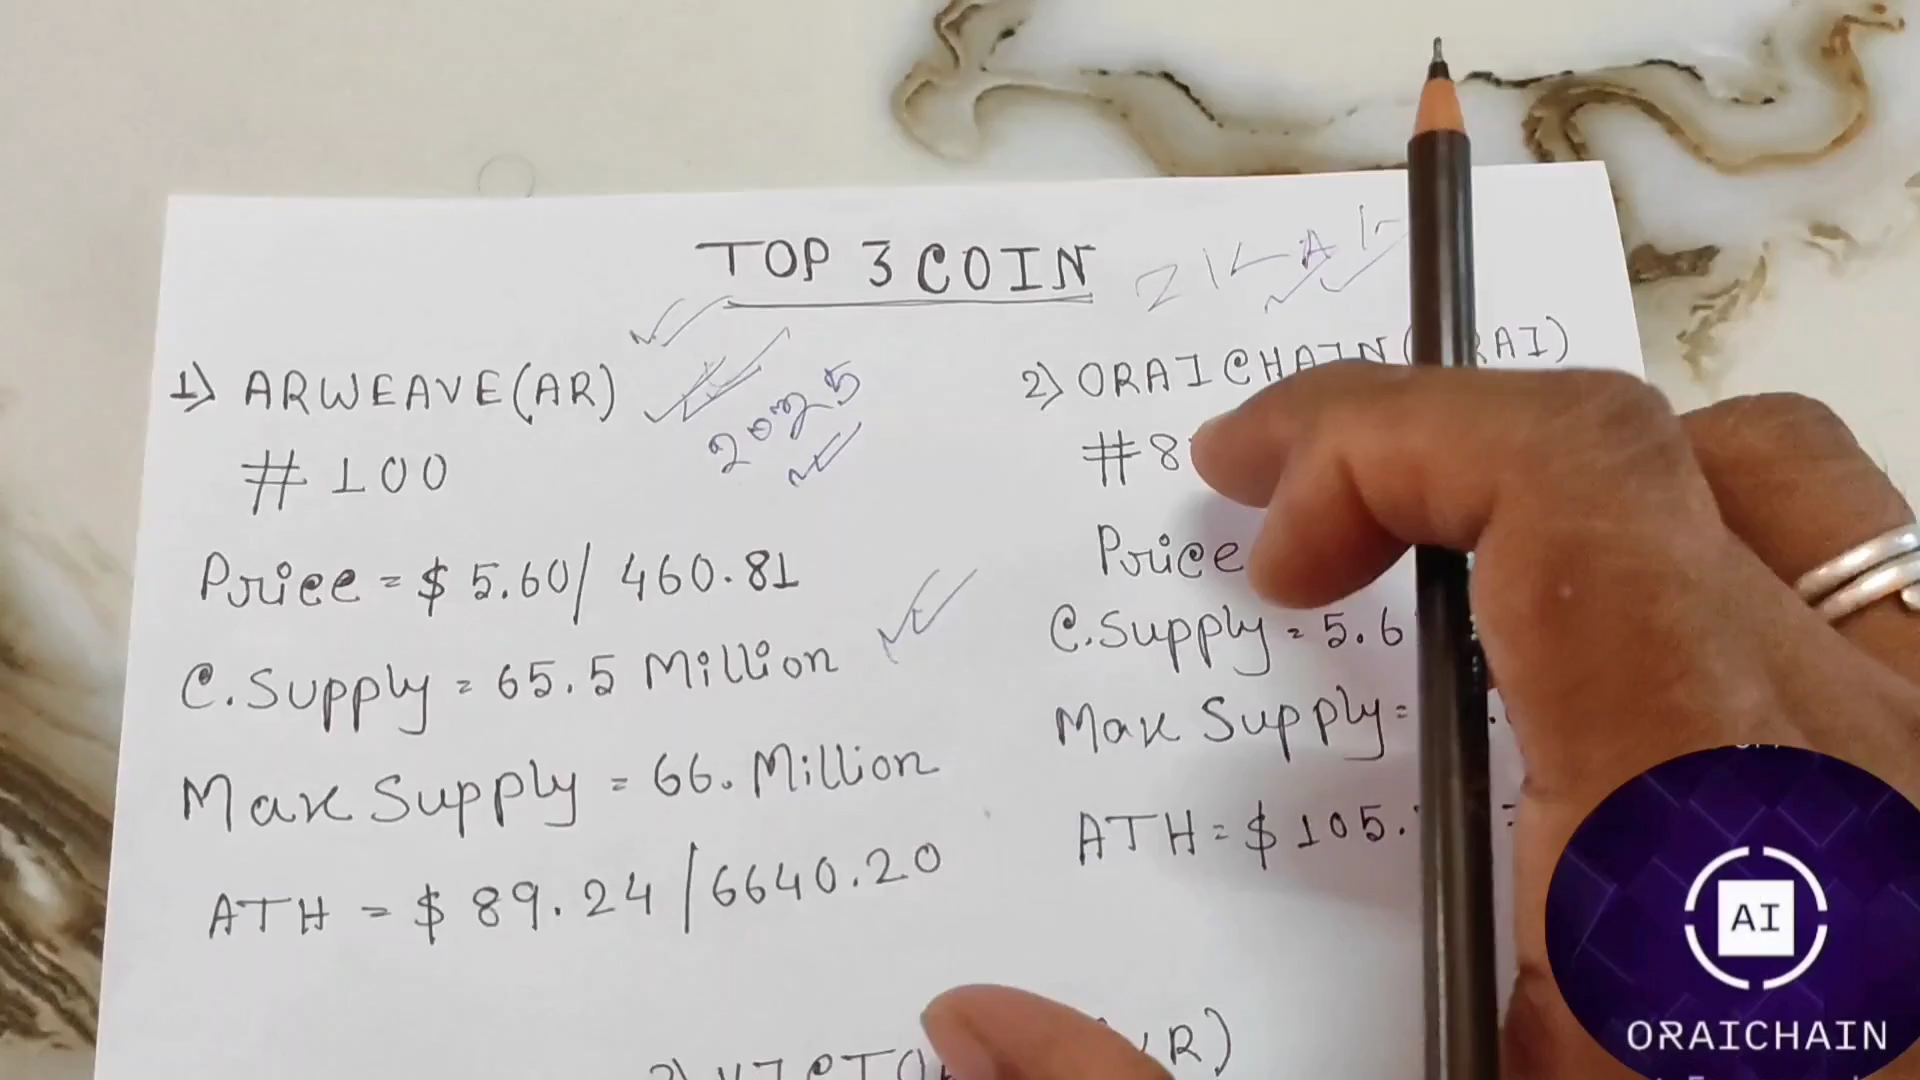 TOP 3 COIN
1) ARWEAVE(AR)
# 100
Price = $ 5.60/ 460.81
C.Supply = 65.5 Million
Max Supply = 66. Million
ATH = $ 89.24 / 6640.20
2025
2) ORAICHAIN(ORAI)
# 8
Price
C.Supply = 5.6
Max Supply =
ATH = $ 105.
AI
ORAICHAIN